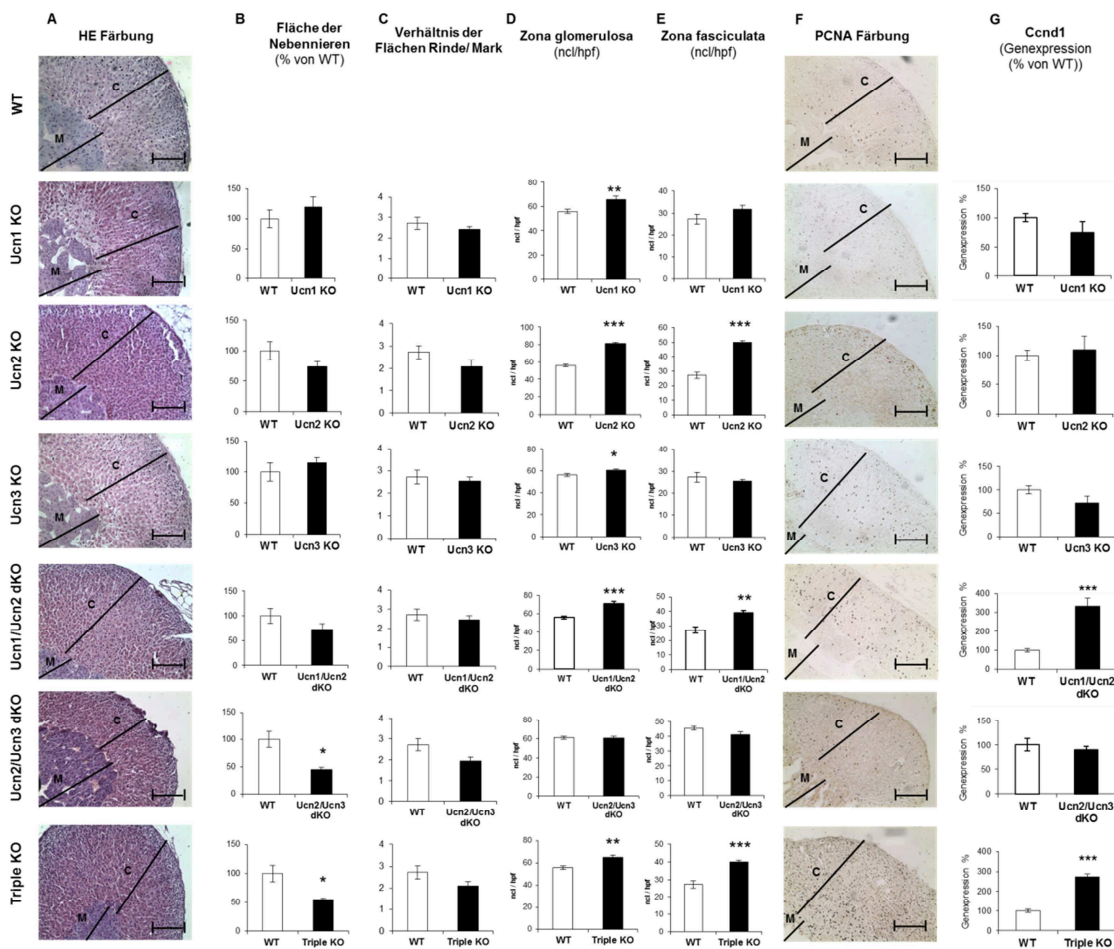 A B C D E F G
HE Färbung
Fläche der
Nebennieren
(% von WT)
Verhältnis der
Flächen Rinde/ Mark
Zona glomerulosa
(ncl/hpf)
Zona fasciculata
(ncl/hpf)
PCNA Färbung
Ccnd1
(Genexpression
(% von WT))
WT
C
M
C
M
Ucn1 KO
C
M
150
100
50
0
WT Ucn1 KO
4
3
2
1
0
WT Ucn1 KO
ncl / hpf
80
60
40
20
0
**
WT Ucn1 KO
40
30
20
10
0
WT Ucn1 KO
C
M
Genexpression %
150
100
50
0
WT Ucn1 KO
Ucn2 KO
C
M
150
100
50
0
WT Ucn2 KO
4
3
2
1
0
WT Ucn2 KO
ncl / hpf
100
80
60
40
20
0
***
WT Ucn2 KO
ncl / hpf
60
50
40
30
20
10
0
***
WT Ucn2 KO
C
M
Genexpression %
150
100
50
0
WT Ucn2 KO
Ucn3 KO
C
M
150
100
50
0
WT Ucn3 KO
4
3
2
1
0
WT Ucn3 KO
ncl / hpf
80
60
40
20
0
*
WT Ucn3 KO
ncl / hpf
40
30
20
10
0
WT Ucn3 KO
C
M
Genexpression %
150
100
50
0
WT Ucn3 KO
Ucn1/Ucn2 dKO
C
M
150
100
50
0
WT Ucn1/Ucn2
dKO
4
3
2
1
0
WT Ucn1/Ucn2
dKO
ncl / hpf
80
60
40
20
0
***
WT Ucn1/Ucn2
dKO
ncl / hpf
50
40
30
20
10
0
**
WT Ucn1/Ucn2
dKO
C
M
Genexpression %
400
300
200
100
0
***
WT Ucn1/Ucn2
dKO
Ucn2/Ucn3 dKO
C
M
150
100
50
0
*
WT Ucn2/Ucn3
dKO
4
3
2
1
0
WT Ucn2/Ucn3
dKO
ncl / hpf
80
60
40
20
0
WT Ucn2/Ucn3
dKO
ncl / hpf
50
40
30
20
10
0
WT Ucn2/Ucn3
dKO
C
M
Genexpression %
150
100
50
0
WT Ucn2/Ucn3
dKO
Triple KO
C
M
150
100
50
0
*
WT Triple KO
4
3
2
1
0
WT Triple KO
ncl / hpf
80
60
40
20
0
**
WT Triple KO
ncl / hpf
50
40
30
20
10
0
***
WT Triple KO
C
M
Genexpression %
400
300
200
100
0
***
WT Triple KO